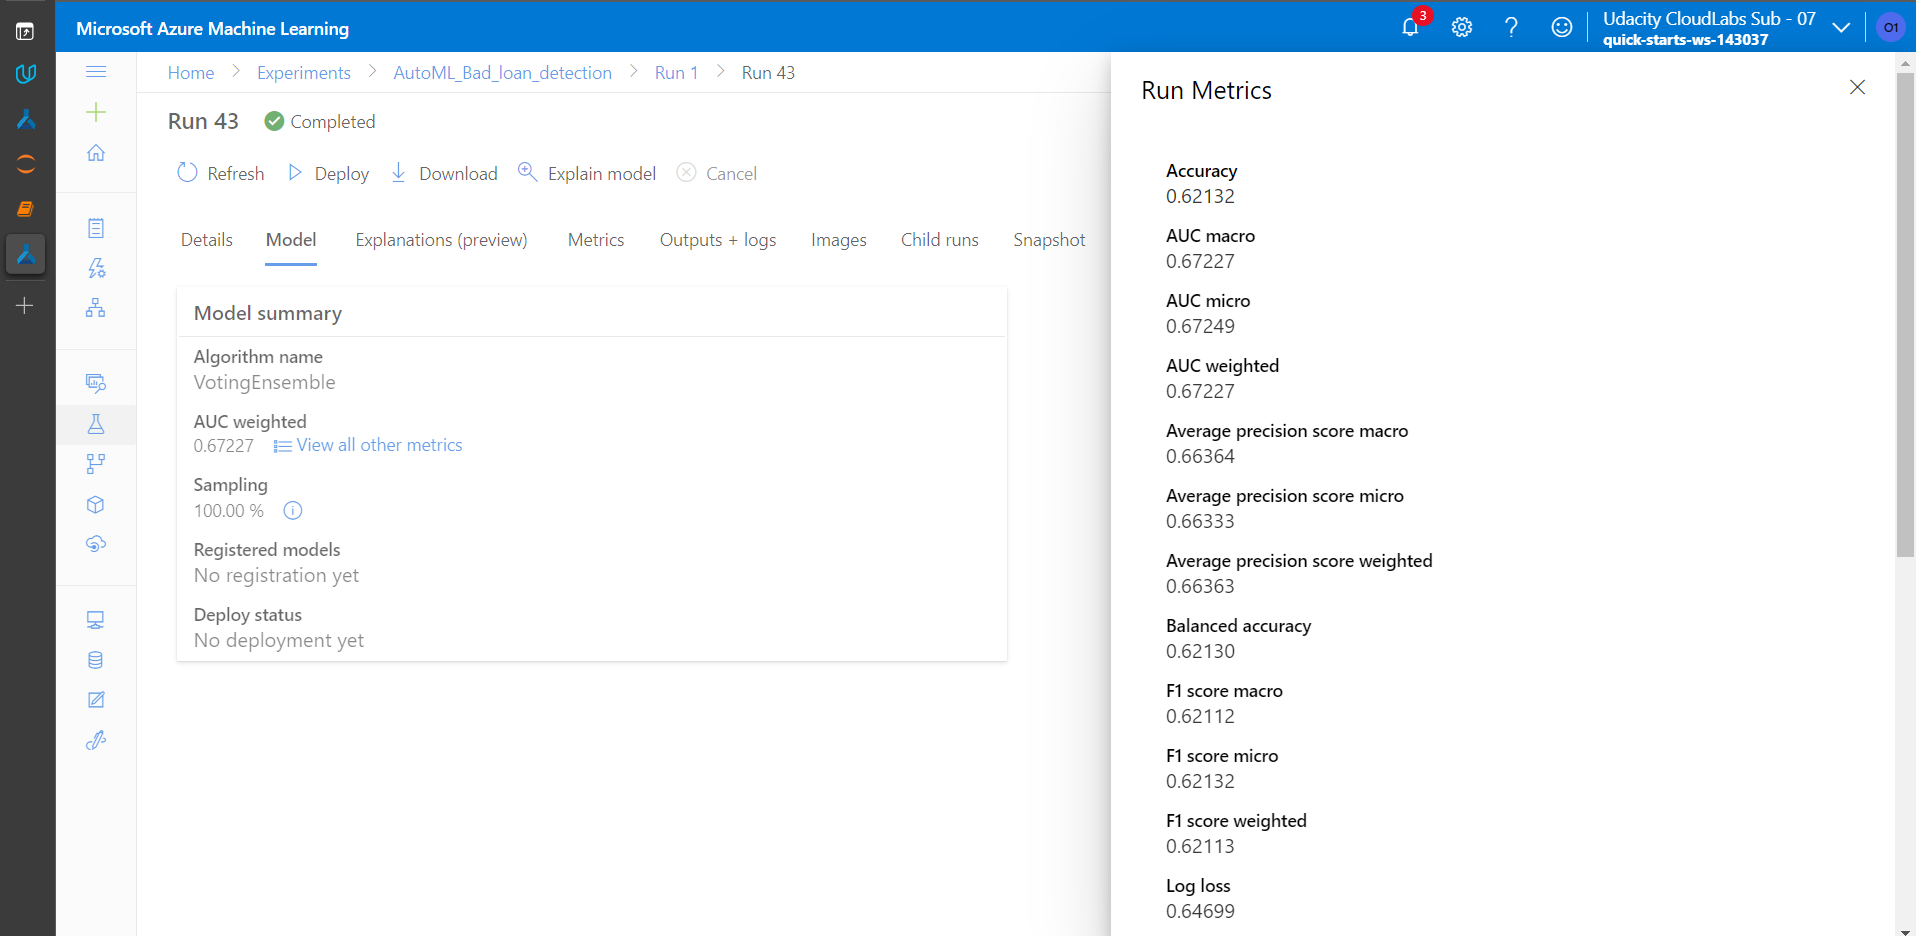 Microsoft Azure Machine Learning
3
Udacity CloudLabs Sub - 07
quick-starts-ws-143037
O1
Home > Experiments > AutoML_Bad_loan_detection > Run 1 > Run 43
Run 43 Completed
Refresh Deploy Download Explain model Cancel
Details Model Explanations (preview) Metrics Outputs + logs Images Child runs Snapshot
Model summary
Algorithm name
VotingEnsemble
AUC weighted
0.67227 View all other metrics
Sampling
100.00 %
Registered models
No registration yet
Deploy status
No deployment yet
Run Metrics
Accuracy
0.62132
AUC macro
0.67227
AUC micro
0.67249
AUC weighted
0.67227
Average precision score macro
0.66364
Average precision score micro
0.66333
Average precision score weighted
0.66363
Balanced accuracy
0.62130
F1 score macro
0.62112
F1 score micro
0.62132
F1 score weighted
0.62113
Log loss
0.64699